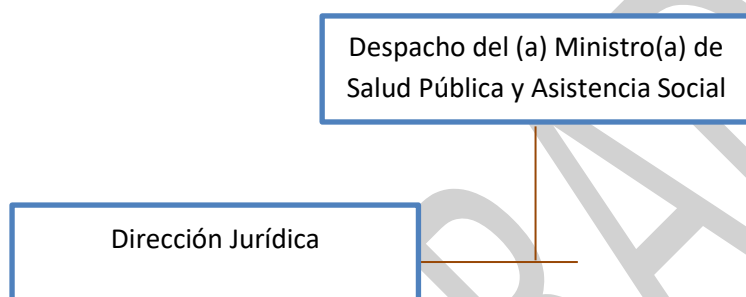 Despacho del (a) Ministro(a) de
Salud Pública y Asistencia Social
Dirección Jurídica